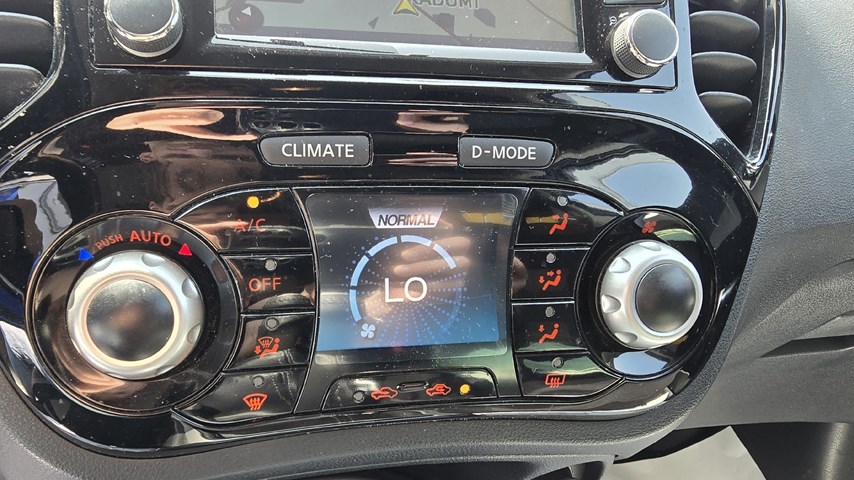 CLIMATE
D-MODE
NORMAL
A/C
PUSH AUTO
OFF
LO